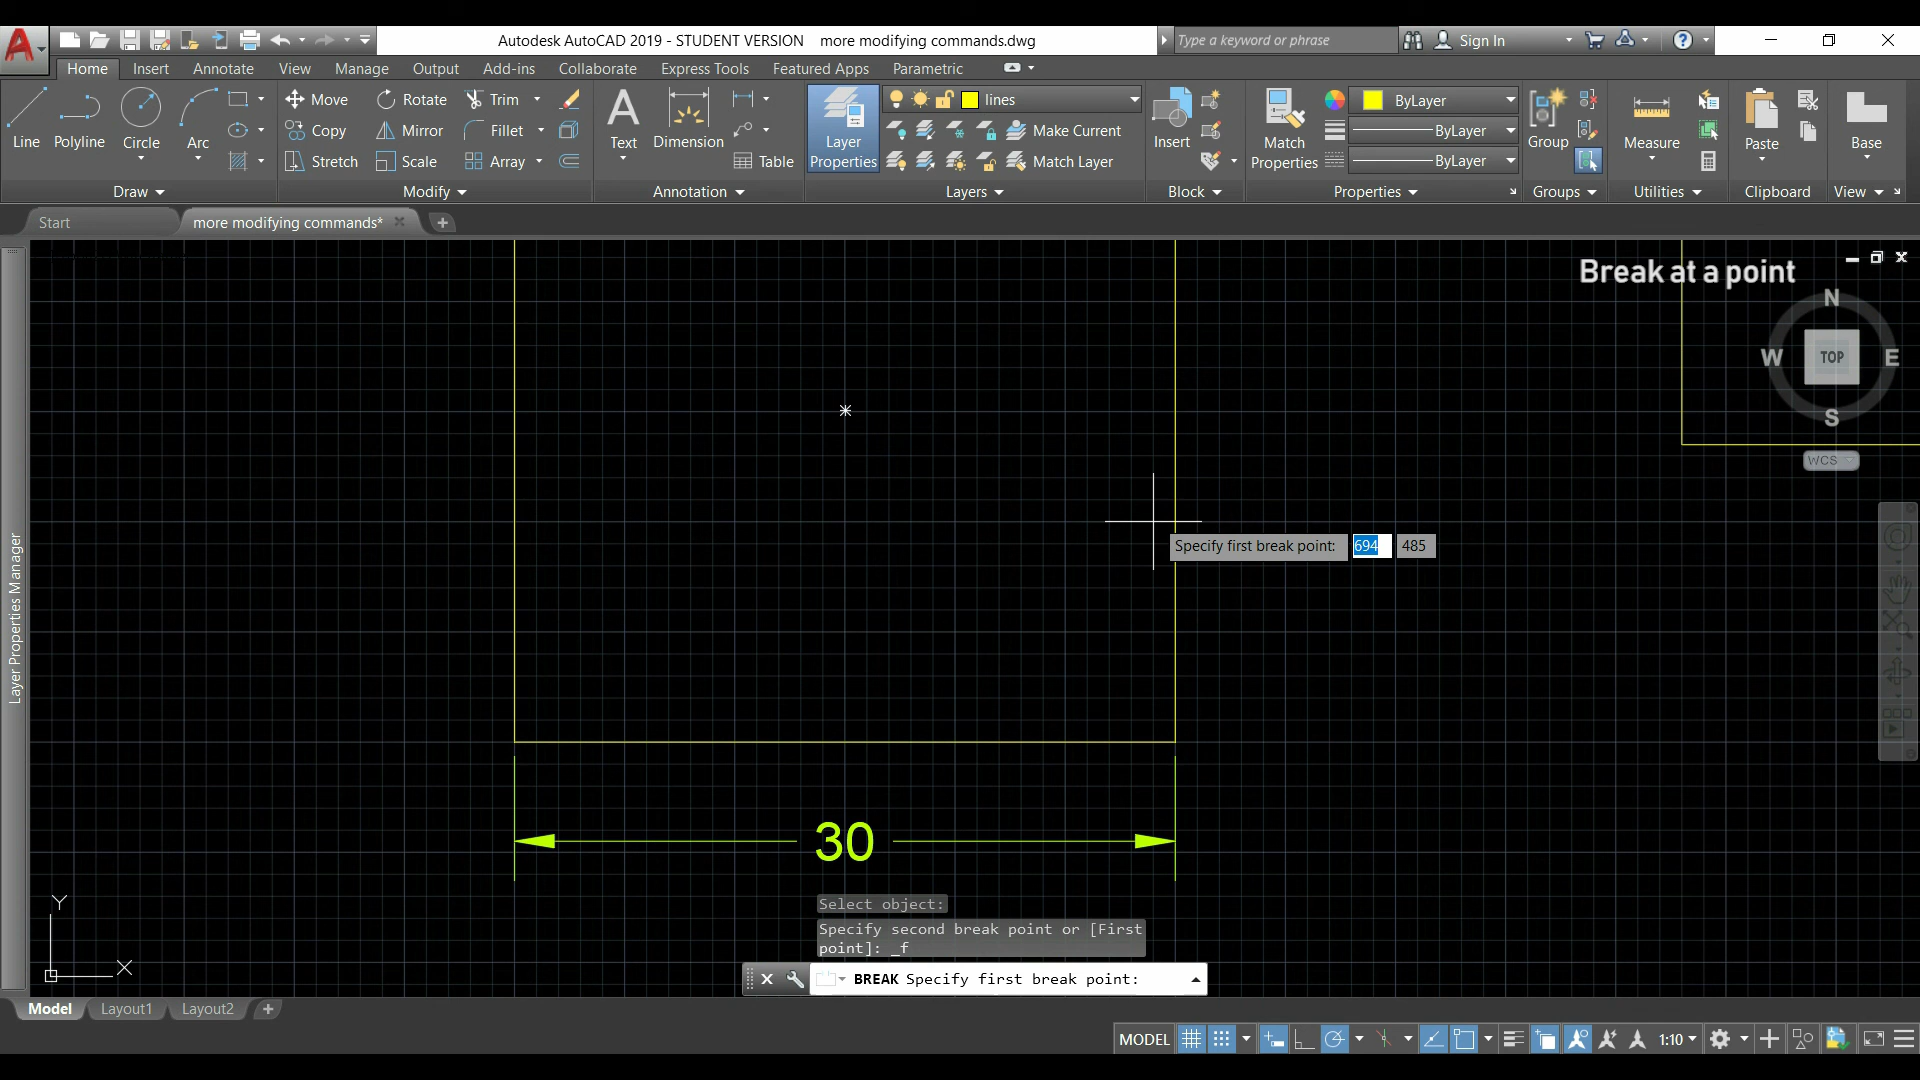 Autodesk AutoCAD 2019 - STUDENT VERSION more modifying commands.dwg
Type a keyword or phrase
Sign In
Home Insert Annotate View Manage Output Add-ins Collaborate Express Tools Featured Apps Parametric
Line Polyline Circle Arc
Move Rotate Trim
Copy Mirror Fillet
Stretch Scale Array
Text Dimension Table
Layer Properties
lines
Make Current
Match Layer
Insert
Match Properties
ByLayer
ByLayer
ByLayer
Group
Measure
Paste
Base
Draw Modify Annotation Layers Block Properties Groups Utilities Clipboard View
Start more modifying commands*
Break at a point
N
W TOP E
S
WCS
Layer Properties Manager
Specify first break point: 694 485
30
Y
X
Select object:
Specify second break point or [First
point]: _f
BREAK Specify first break point:
Model Layout1 Layout2
MODEL 1:10